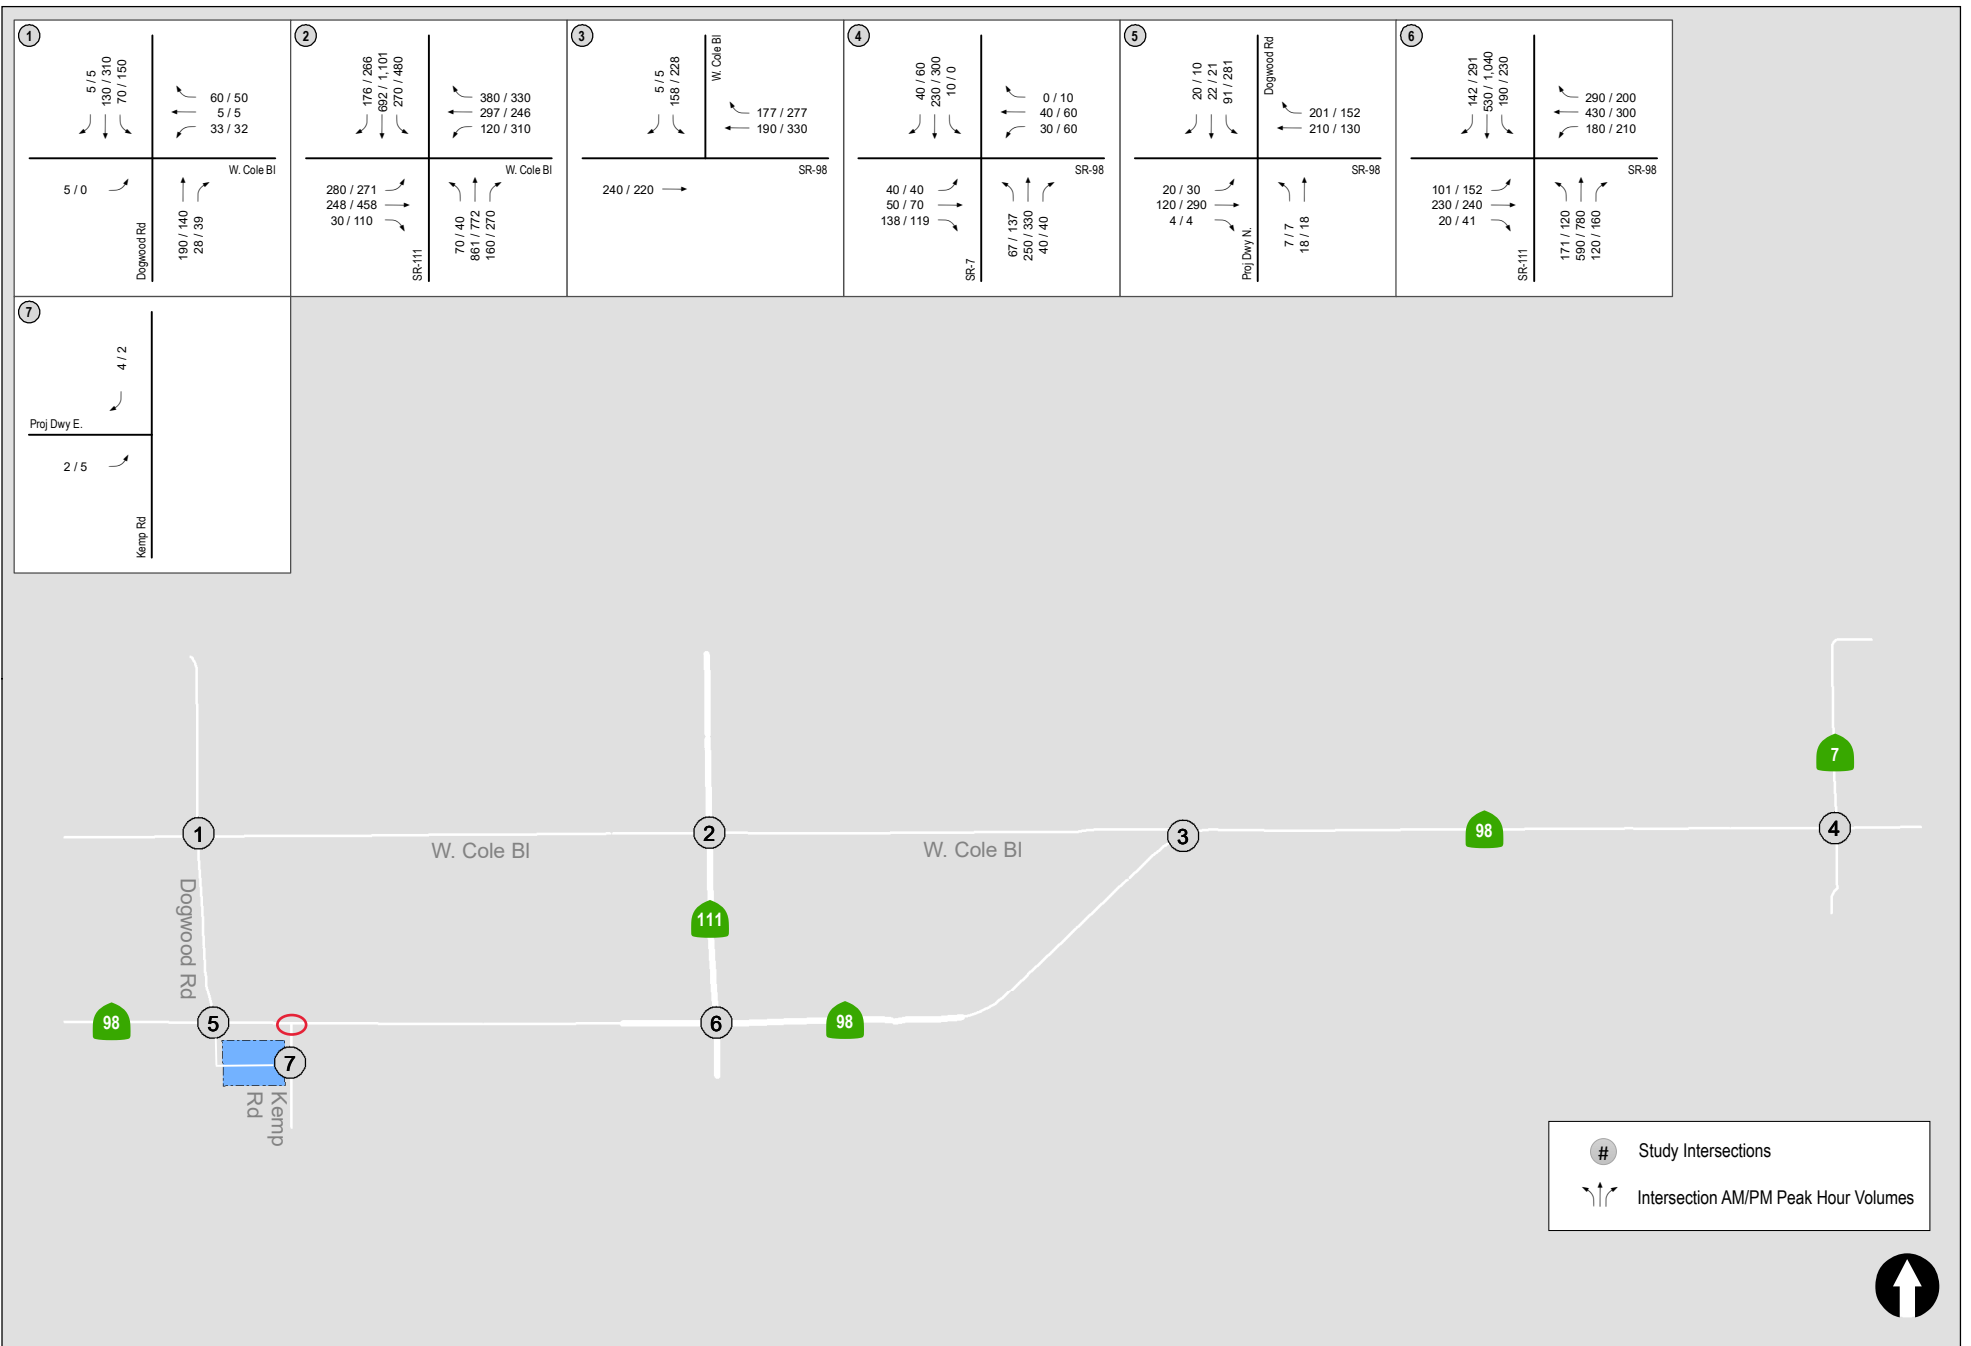 1
5 / 5
130 / 310
70 / 150
60 / 50
5 / 5
33 / 32
W. Cole Bl
5 / 0
Dogwood Rd
190 / 140
28 / 39
2
176 / 266
692 / 1,101
270 / 480
380 / 330
297 / 246
120 / 310
W. Cole Bl
280 / 271
248 / 458
30 / 110
SR-111
70 / 40
861 / 772
160 / 270
3
5 / 5
158 / 228
W. Cole Bl
177 / 277
190 / 330
SR-98
240 / 220
4
40 / 60
230 / 300
10 / 0
0 / 10
40 / 60
30 / 60
SR-98
40 / 40
50 / 70
138 / 119
SR-7
67 / 137
250 / 330
40 / 40
5
20 / 10
22 / 21
91 / 281
Dogwood Rd
201 / 152
210 / 130
SR-98
20 / 30
120 / 290
4 / 4
Proj Dwy N.
7 / 7
18 / 18
6
142 / 291
530 / 1,040
190 / 230
290 / 200
430 / 300
180 / 210
SR-98
101 / 152
230 / 240
20 / 41
SR-111
171 / 120
590 / 780
120 / 160
7
4 / 2
Proj Dwy E.
2 / 5
Kemp Rd
7
1
2
3
98
4
W. Cole Bl
W. Cole Bl
Dogwood Rd
111
98
5
6
98
7
Kemp
Rd
# Study Intersections
Intersection AM/PM Peak Hour Volumes